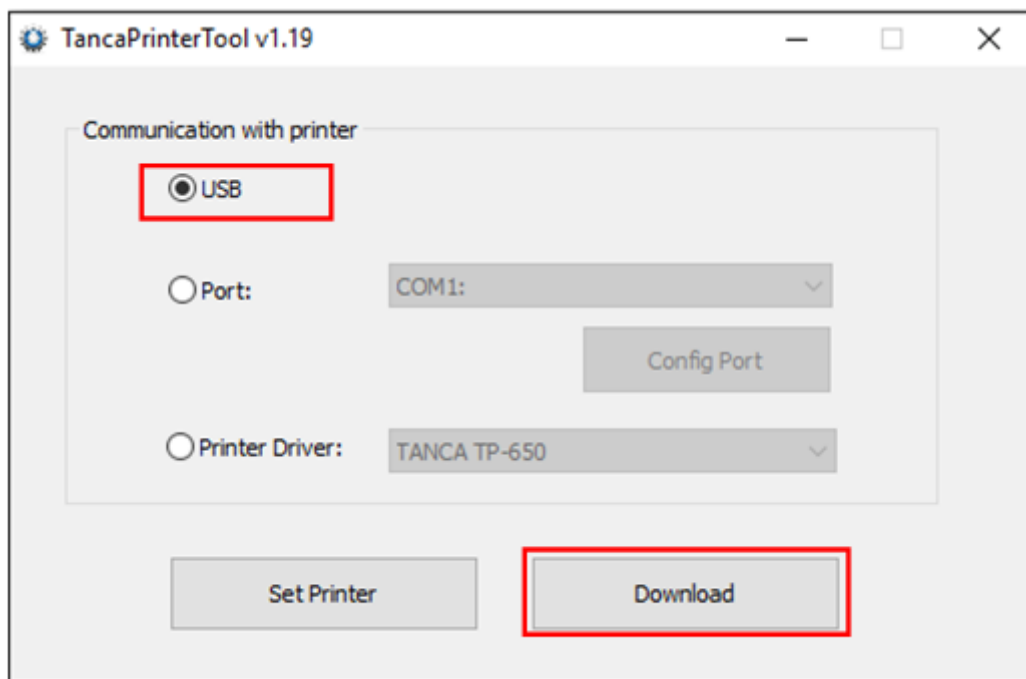 TancaPrinterTool v1.19
Communication with printer
USB
Port:
COM1:
Config Port
Printer Driver:
TANCA TP-650
Set Printer
Download